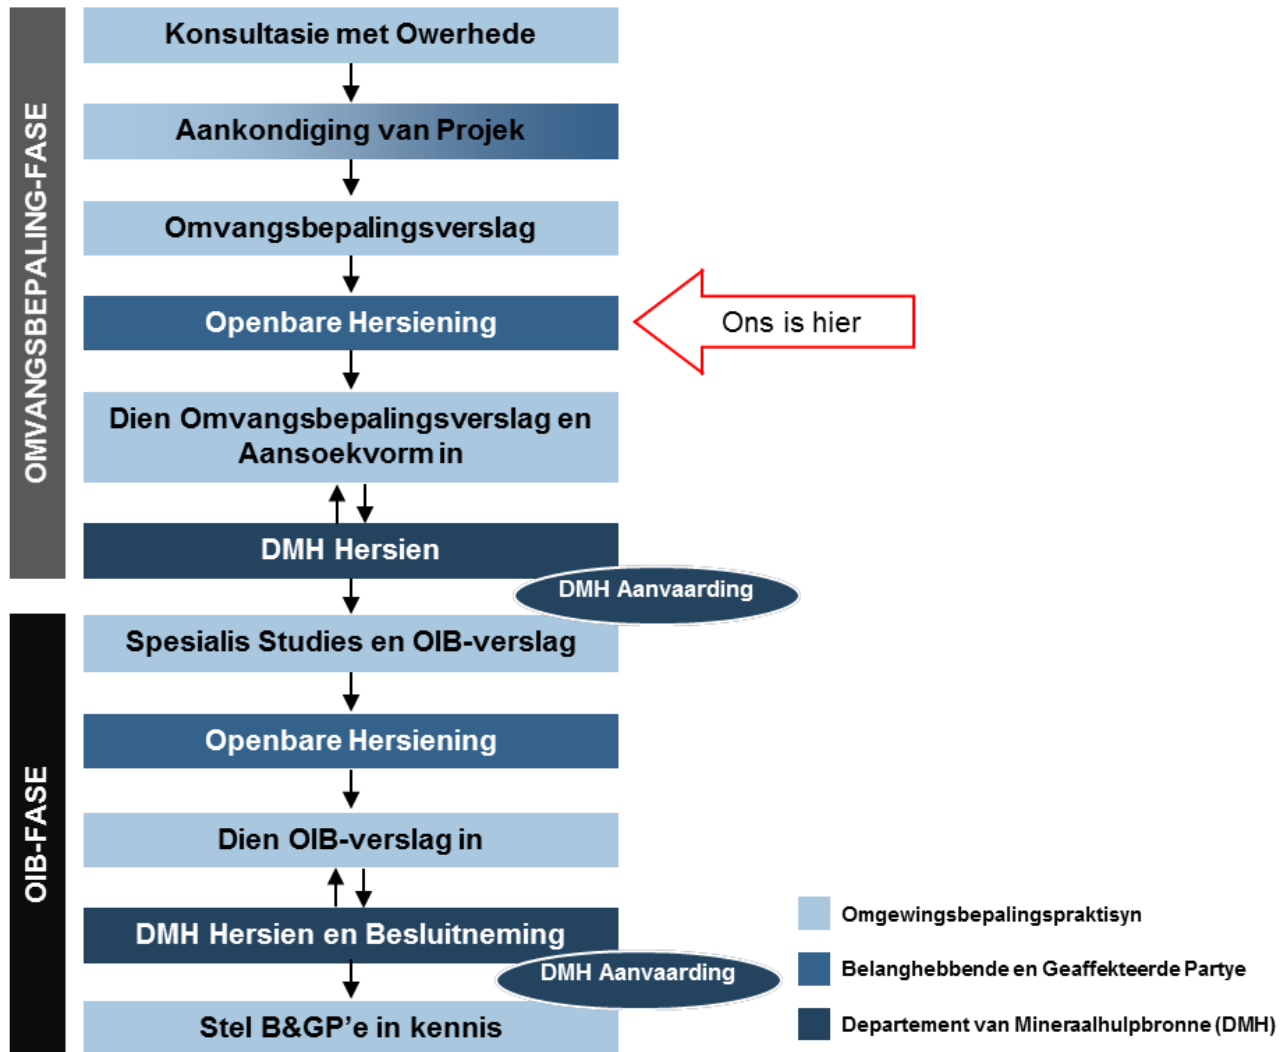 OMVANGSBEPALING-FASE
Konsultasie met Owerhede
Aankondiging van Projek
Omvangsbepalingsverslag
Openbare Hersiening
Ons is hier
Dien Omvangsbepalingsverslag en
Aansoekvorm in
DMH Hersien
DMH Aanvaarding
OIB-FASE
Spesialis Studies en OIB-verslag
Openbare Hersiening
Dien OIB-verslag in
DMH Hersien en Besluitneming
DMH Aanvaarding
Stel B&GP’e in kennis
Omgewingsbepalingspraktisyn
Belanghebbende en Geaffekteerde Partye
Departement van Mineraalhulpbronne (DMH)